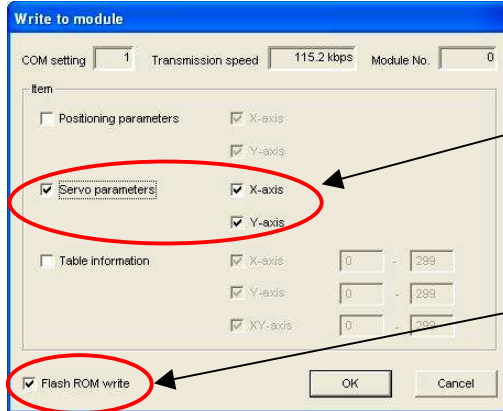 Write to module
COM setting 1 Transmission speed 115.2 kbps Module No. 0
Item
Positioning parameters X-axis
Y-axis
Servo parameters X-axis
Y-axis
Table information X-axis 0 - 299
Y-axis 0 - 299
XY-axis 0 - 299
Flash ROM write OK Cancel